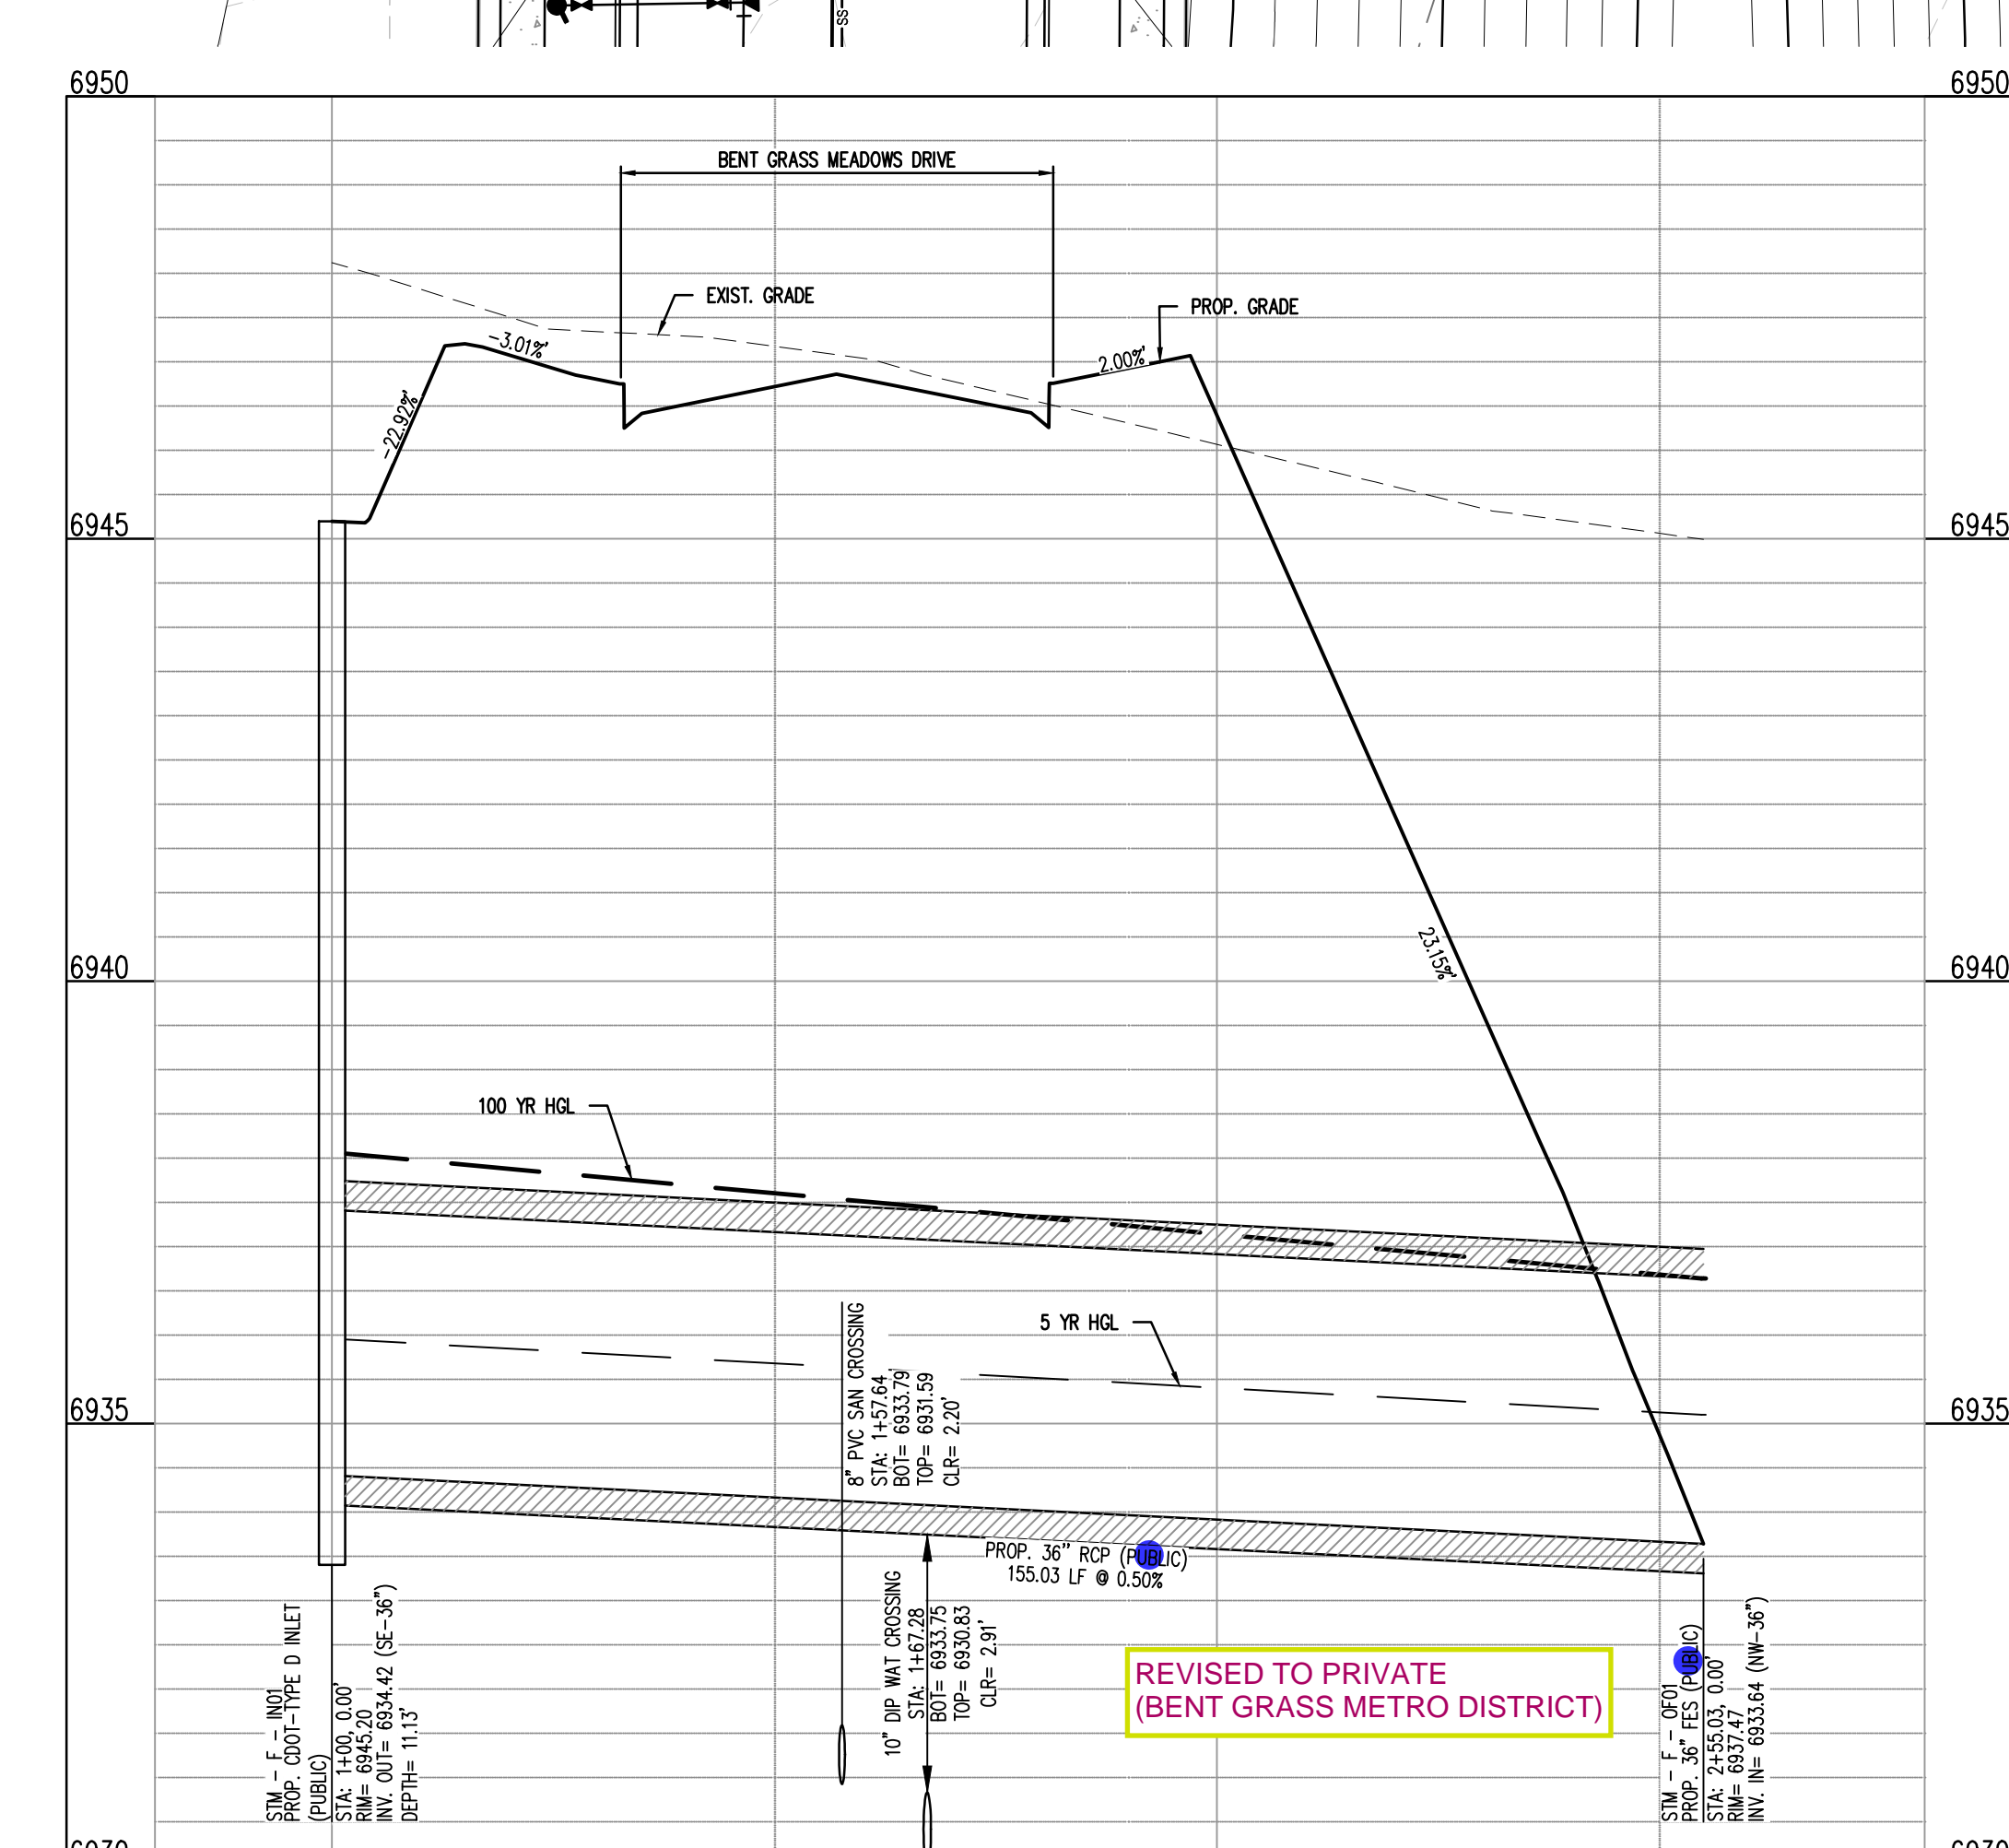 SS
6950
6950
BENT GRASS MEADOWS DRIVE
EXIST. GRADE
PROP. GRADE
-3.01%'
2.00%'
-22.92%'
6945
6945
23.15%'
6940
6940
100 YR HGL
5 YR HGL
6935
6935
8" PVC SAN CROSSING
STA: 1+57.64
BOT= 6933.79
TOP= 6931.59
CLR= 2.20'
PROP. 36" RCP (PUBLIC)
155.03 LF @ 0.50%
10" DIP WAT CROSSING
STA: 1+67.28
BOT= 6933.75
TOP= 6930.83
CLR= 2.91'
REVISED TO PRIVATE
(BENT GRASS METRO DISTRICT)
STM - F - IN01
PROP. CDOT-TYPE D INLET
(PUBLIC)
STA: 1+00, 0.00'
RIM= 6945.20
INV. OUT= 6934.42 (SE-36")
DEPTH= 11.13'
STM - F - OF01
PROP. 36" FES (PUBLIC)
STA: 2+55.03, 0.00'
RIM= 6937.47
INV. IN= 6933.64 (NW-36")